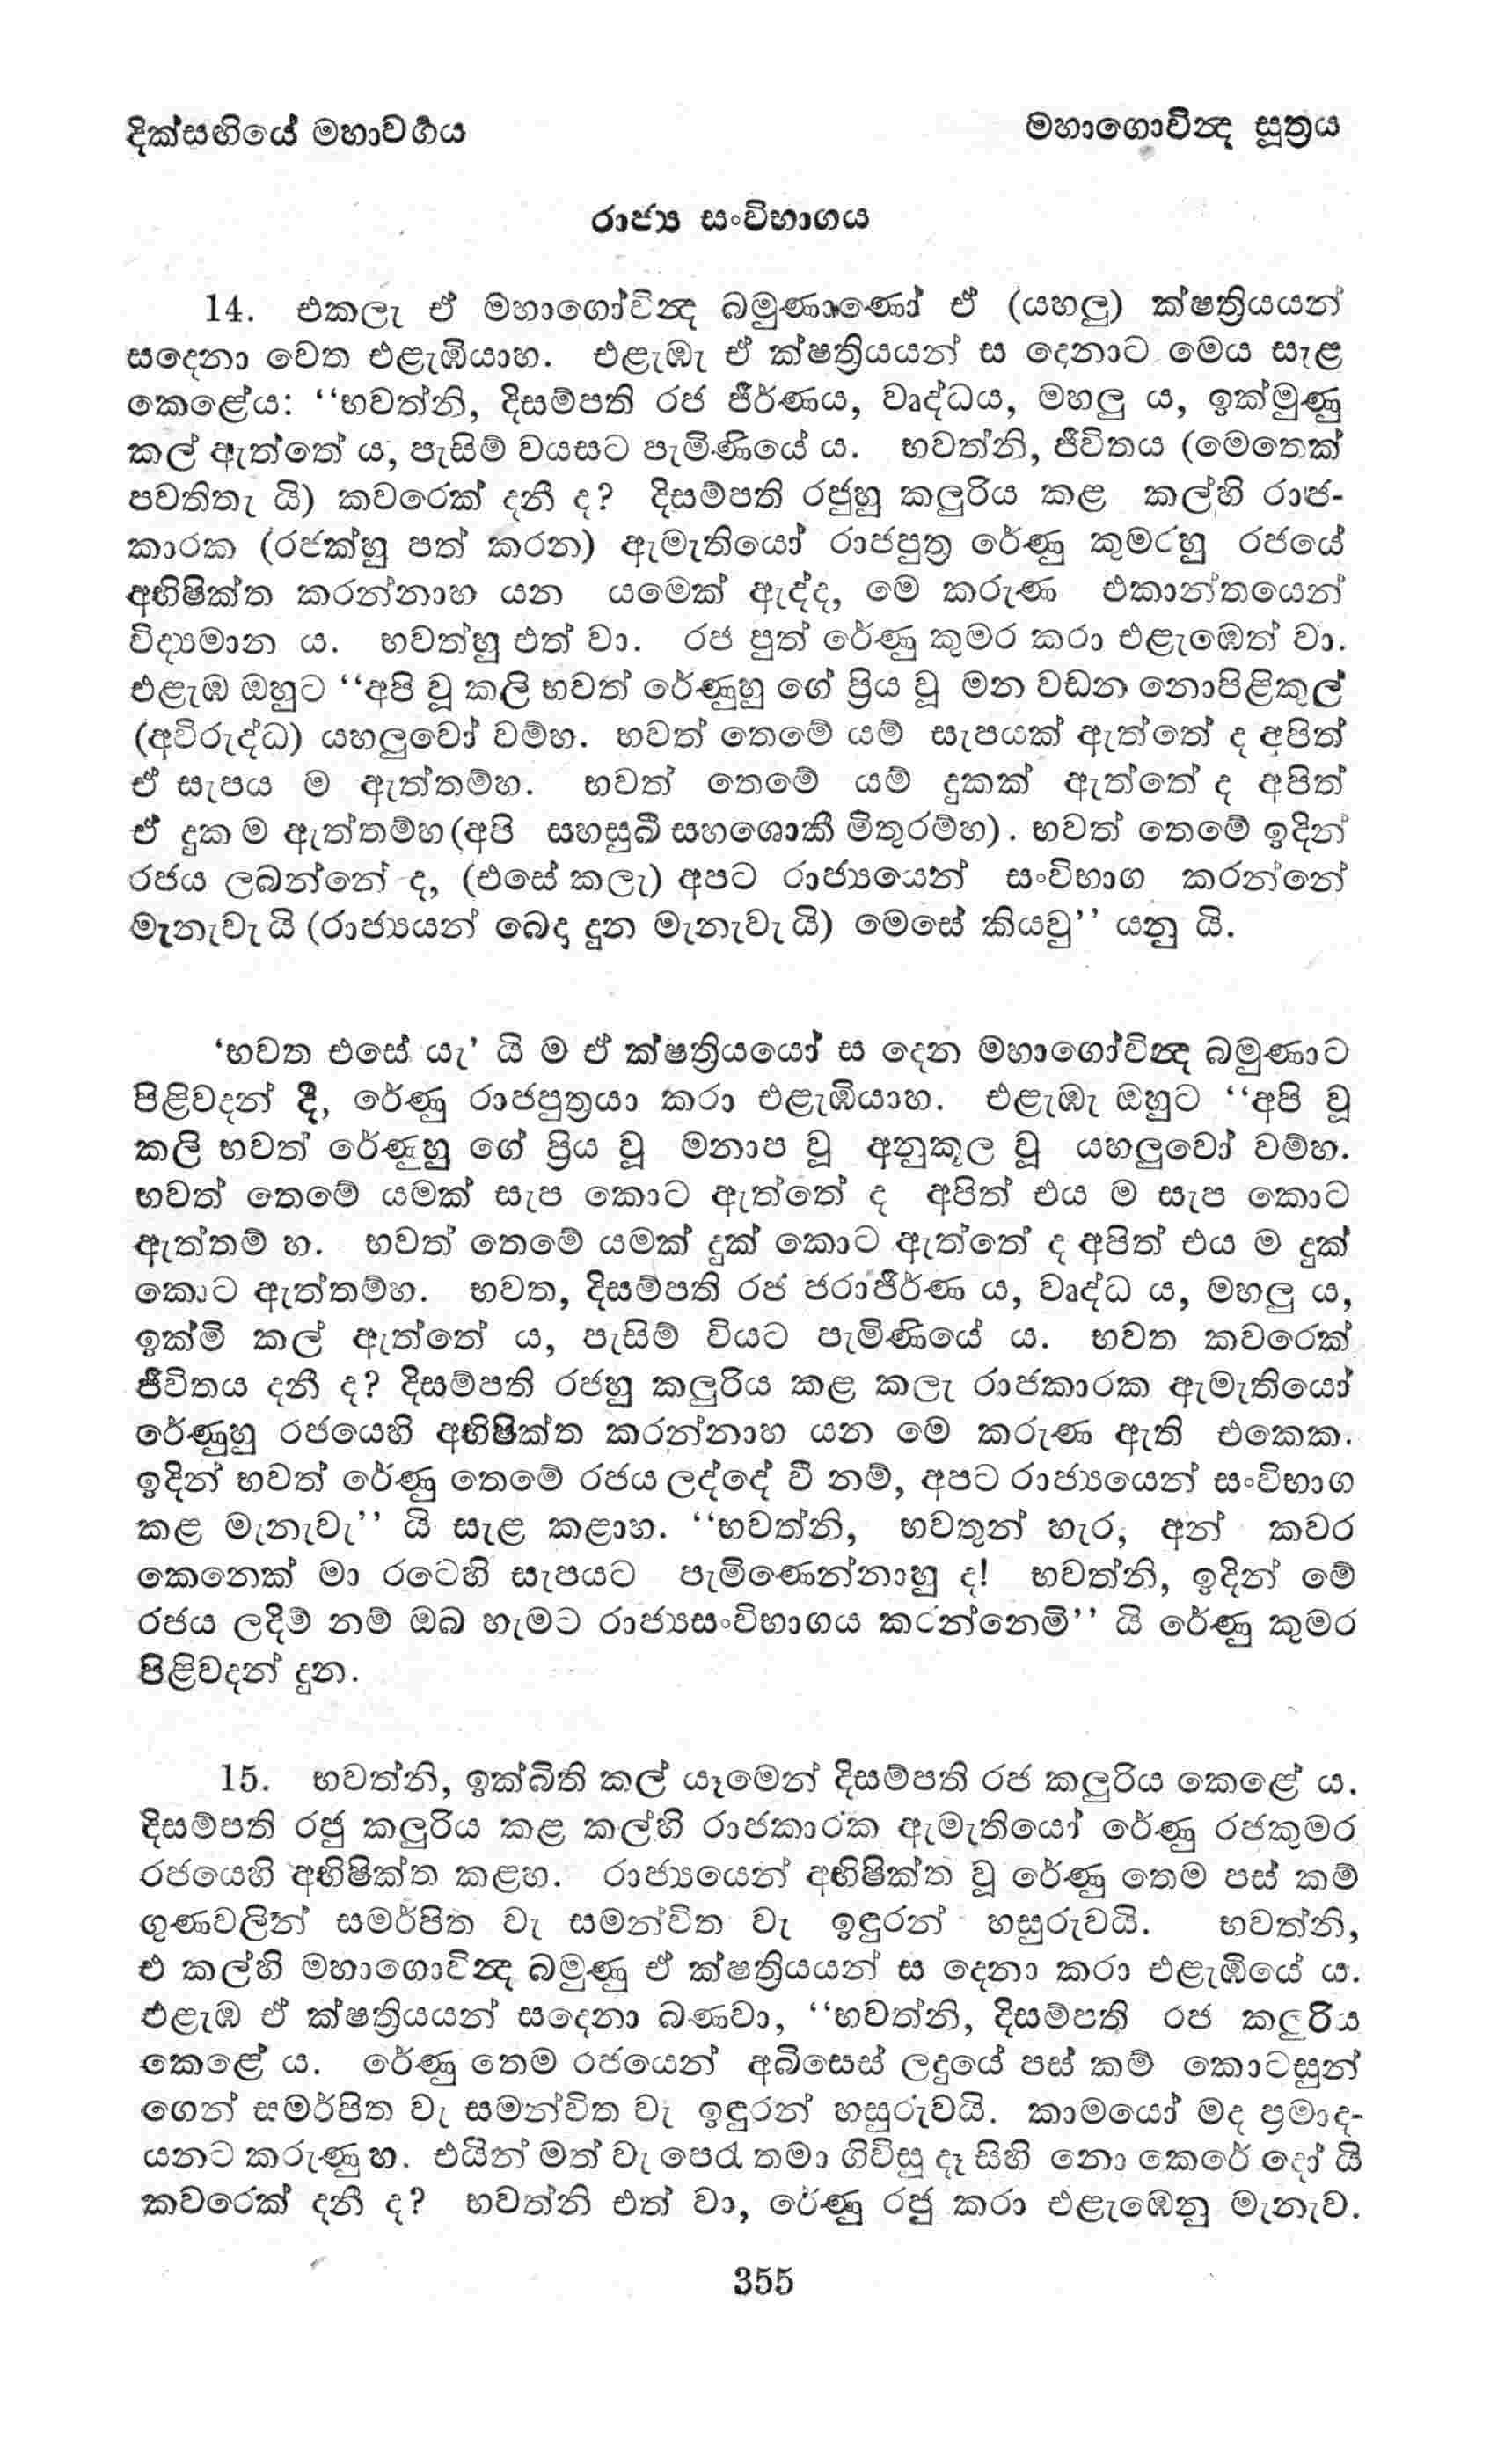 දික්සඟියේ මහාවර්‍ගය
මහාගොවින්‍ද සූත්‍රය
රාජ්‍ය සංවිභාගය
14. එකලැ ඒ මහාගෝවින්‍ද බමුණාණෝ ඒ (යහලු) ක්ෂත්‍රියයන්
සදෙනා වෙත එළැඹියාහ. එළැඹැ ඒ ක්ෂත්‍රියයන් ස දෙනාට මෙය සැළ
කෙළේය: ‘‘භවත්නි, දිසම්පති රජ ජීර්ණය, වෘද්ධය, මහලු ය, ඉක්මුණු
කල් ඇත්තේ ය, පැසිම් වයසට පැමිණියේ ය. භවත්නි, ජීවිතය (මෙතෙක්
පවතිතැ යි) කවරෙක් දනී ද? දිසම්පති රජුහු කලුරිය කළ කල්හි රාජ-
කාරක (රජක්හු පත් කරන) ඇමැතියෝ රාජපුත්‍ර රේණු කුමරහු රජයේ
අභිෂික්ත කරන්නාහ යන යමෙක් ඇද්ද, මෙ කරුණ එකාන්තයෙන්
විද්‍යමාන ය. භවත්හු එත් වා. රජ පුත් රේණු කුමර කරා එළැඹෙත් වා.
එළැඹ ඔහුට ‘‘අපි වූ කලි භවත් රේණුහු ගේ ප්‍රිය වූ මන වඩන නොපිළිකුල්
(අවිරුද්ධ) යහලුවෝ වම්හ. භවත් තෙමේ යම් සැපයක් ඇත්තේ ද අපිත්
ඒ සැපය ම ඇත්තම්හ. භවත් තෙමේ යම් දුකක් ඇත්තේ ද අපිත්
ඒ දුක ම ඇත්තම්හ (අපි සහසුඛී සහශොකී මිතුරම්හ). භවත් තෙමේ ඉදින්
රජය ලබන්නේ ද, (එසේ කලැ) අපට රාජ්‍යයෙන් සංවිභාග කරන්නේ
මැනැවැ යි (රාජ්‍යයන් බෙද දුන මැනැවැ යි) මෙසේ කියවු’’ යනු යි.
‘භවත එසේ යැ’ යි ම ඒ ක්ෂත්‍රියයෝ ස දෙන මහාගෝවින්‍ද බමුණාට
පිළිවදන් දී, රේණු රාජපුත්‍රයා කරා එළැඹියාහ. එළැඹැ ඔහුට ‘‘අපි වූ
කලි භවත් රේණුහු ගේ ප්‍රිය වූ මනාප වූ අනුකූල වූ යහලුවෝ වම්හ.
භවත් තෙමේ යමක් සැප කොට ඇත්තේ ද අපිත් එය ම සැප කොට
ඇත්තම් හ. භවත් තෙමේ යමක් දුක් කොට ඇත්තේ ද අපිත් එය ම දුක්
කොට ඇත්තම්හ. භවත, දිසම්පති රජ ජරාජීර්ණ ය, වෘද්ධ ය, මහලු ය,
ඉක්මි කල් ඇත්තේ ය, පැසිම් වියට පැමිණියේ ය. භවත කවරෙක්
ජීවිතය දනී ද? දිසම්පති රජහු කලුරිය කළ කලැ රාජකාරක ඇමැතියෝ
රේණුහු රජයෙහි අභිෂික්ත කරන්නාහ යන මෙ කරුණ ඇති එකෙක.
ඉදින් භවත් රේණු තෙමේ රජය ලද්දේ වී නම්, අපට රාජ්‍යයෙන් සංවිභාග
කළ මැනැවැ’’ යි සැළ කළාහ. ‘‘භවත්නි, භවතුන් හැර, අන් කවර
කෙනෙක් මා රටෙහි සැපයට පැමිණෙන්නාහු ද! භවත්නි, ඉදින් මේ
රජය ලදිම් නම් ඔබ හැමට රාජ්‍යසංවිභාගය කරන්නෙමි’’ යි රේණු කුමර
පිළිවදන් දුන.
15. භවත්නි, ඉක්බිති කල් යෑමෙන් දිසම්පති රජ කලුරිය කෙළේ ය.
දිසම්පති රජු කලුරිය කළ කල්හි රාජකාරක ඇමැතියෝ රේණු රජකුමර
රජයෙහි අභිෂික්ත කළහ. රාජ්‍යයෙන් අභිෂික්ත වූ රේණු තෙම පස් කම්
ගුණවලින් සමර්පිත වැ සමන්විත වැ ඉඳුරන් හසුරුවයි. භවත්නි,
එ කල්හි මහාගොවින්‍ද බමුණු ඒ ක්ෂත්‍රියයන් ස දෙනා කරා එළැඹියේ ය.
එළැඹ ඒ ක්ෂත්‍රියයන් සදෙනා බණවා, ‘‘භවත්නි, දිසම්පති රජ කලුරිය
කෙළේ ය. රේණු තෙම රජයෙන් අබිසෙස් ලදුයේ පස් කම් කොටසුන්
ගෙන් සමර්පිත වැ සමන්විත වැ ඉඳුරන් හසුරුවයි. කාමයෝ මද ප්‍රමාද-
යනට කරුණු හ. එයින් මත් වැ පෙරැ තමා ගිවිසූ දෑ සිහි නො කෙරේ දෝ යි
කවරෙක් දනී ද? භවත්නි එත් වා, රේණු රජු කරා එළැඹෙනු මැනැව.
355